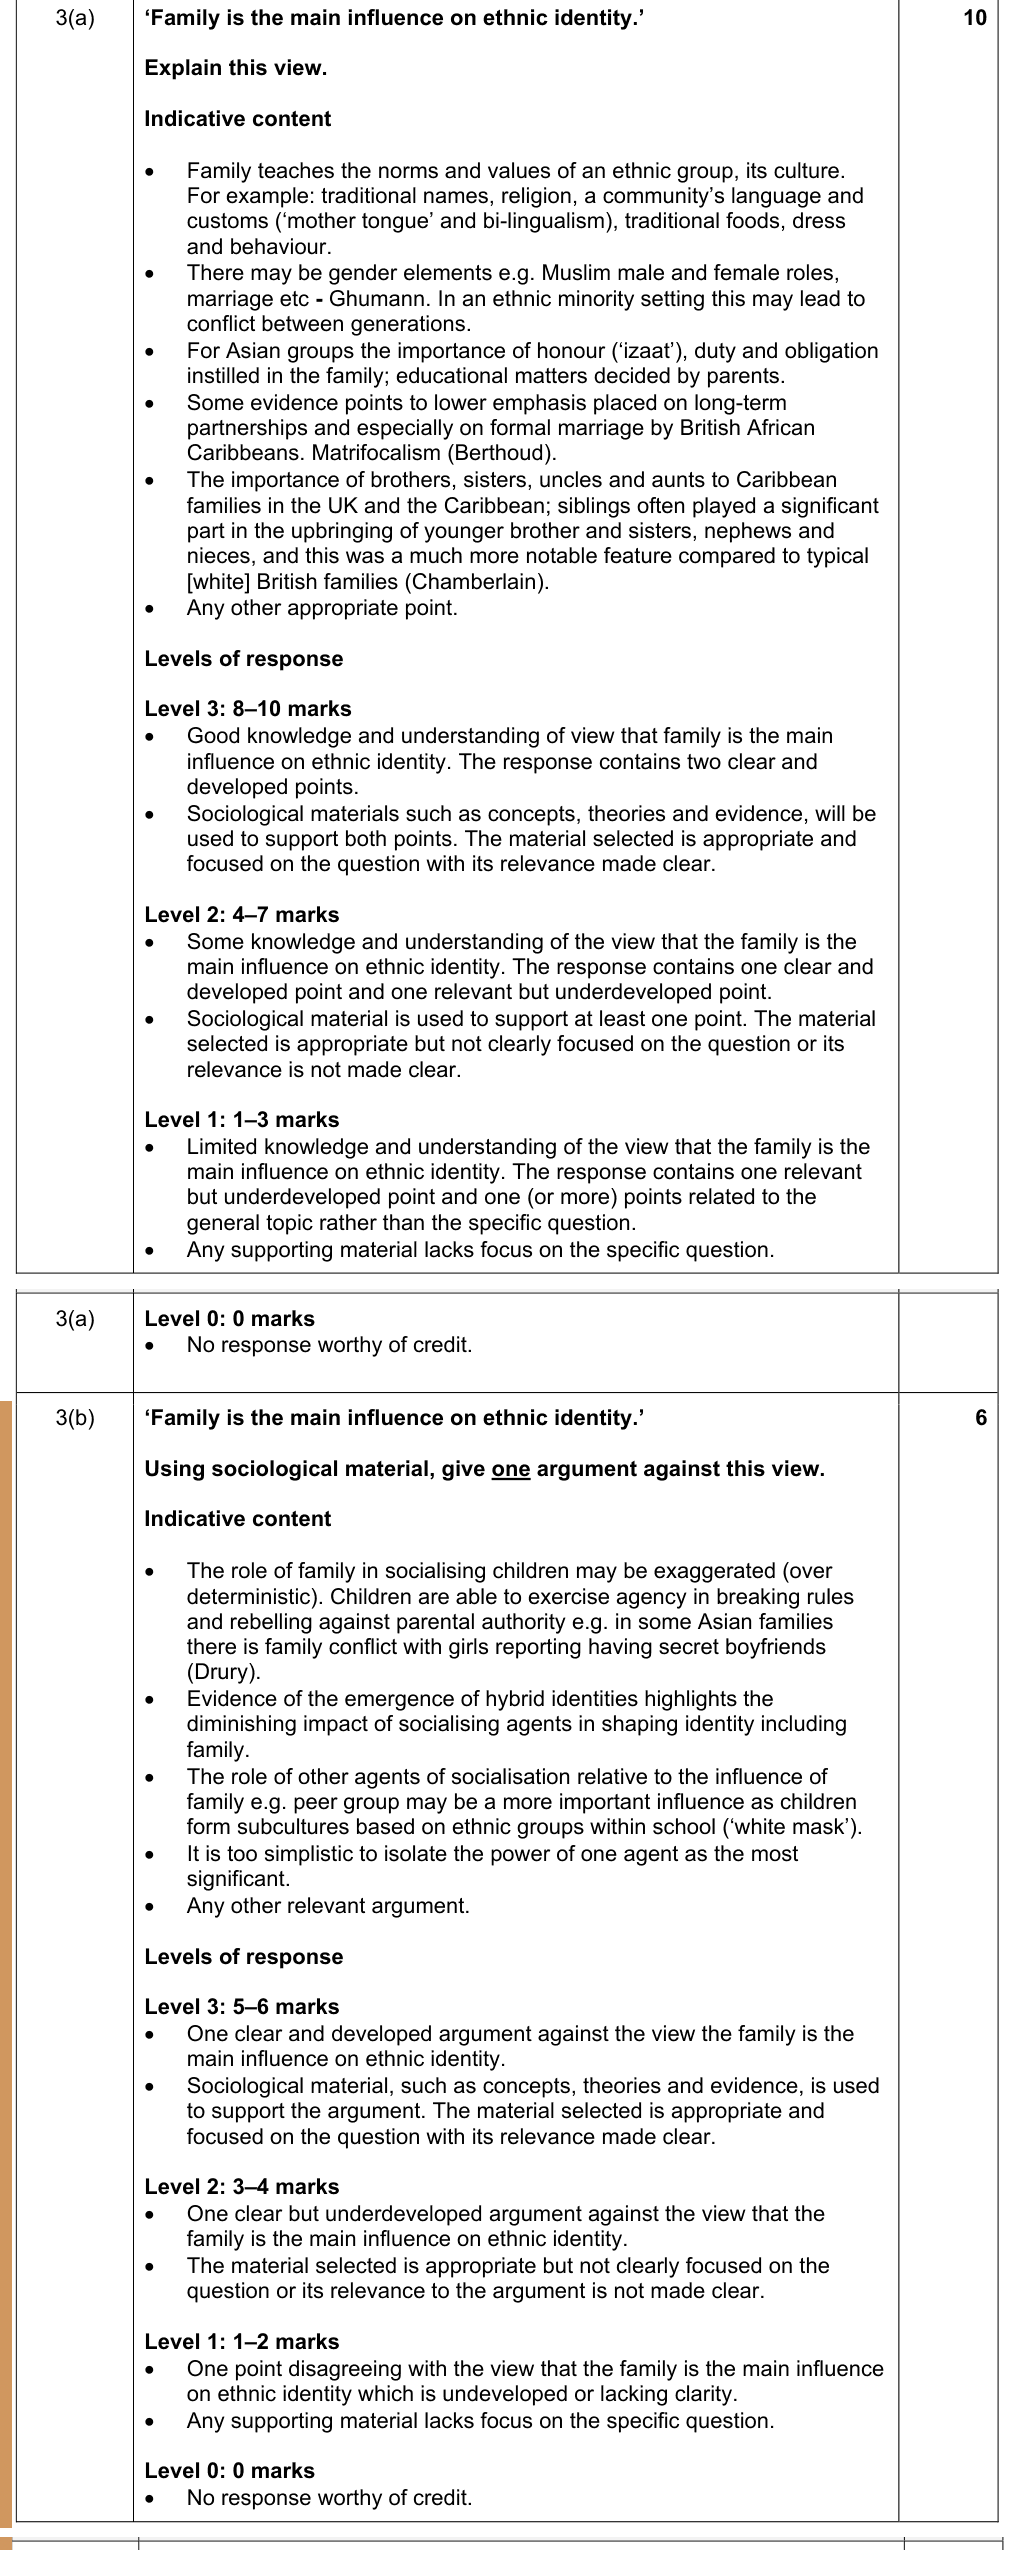 3(a) ‘Family is the main influence on ethnic identity.’ 10
Explain this view.
Indicative content
• Family teaches the norms and values of an ethnic group, its culture.
For example: traditional names, religion, a community’s language and
customs (‘mother tongue’ and bi-lingualism), traditional foods, dress
and behaviour.
• There may be gender elements e.g. Muslim male and female roles,
marriage etc - Ghumann. In an ethnic minority setting this may lead to
conflict between generations.
• For Asian groups the importance of honour (‘izaat’), duty and obligation
instilled in the family; educational matters decided by parents.
• Some evidence points to lower emphasis placed on long-term
partnerships and especially on formal marriage by British African
Caribbeans. Matrifocalism (Berthoud).
• The importance of brothers, sisters, uncles and aunts to Caribbean
families in the UK and the Caribbean; siblings often played a significant
part in the upbringing of younger brother and sisters, nephews and
nieces, and this was a much more notable feature compared to typical
[white] British families (Chamberlain).
• Any other appropriate point.
Levels of response
Level 3: 8–10 marks
• Good knowledge and understanding of view that family is the main
influence on ethnic identity. The response contains two clear and
developed points.
• Sociological materials such as concepts, theories and evidence, will be
used to support both points. The material selected is appropriate and
focused on the question with its relevance made clear.
Level 2: 4–7 marks
• Some knowledge and understanding of the view that the family is the
main influence on ethnic identity. The response contains one clear and
developed point and one relevant but underdeveloped point.
• Sociological material is used to support at least one point. The material
selected is appropriate but not clearly focused on the question or its
relevance is not made clear.
Level 1: 1–3 marks
• Limited knowledge and understanding of the view that the family is the
main influence on ethnic identity. The response contains one relevant
but underdeveloped point and one (or more) points related to the
general topic rather than the specific question.
• Any supporting material lacks focus on the specific question.
3(a) Level 0: 0 marks
• No response worthy of credit.
3(b) ‘Family is the main influence on ethnic identity.’ 6
Using sociological material, give one argument against this view.
Indicative content
• The role of family in socialising children may be exaggerated (over
deterministic). Children are able to exercise agency in breaking rules
and rebelling against parental authority e.g. in some Asian families
there is family conflict with girls reporting having secret boyfriends
(Drury).
• Evidence of the emergence of hybrid identities highlights the
diminishing impact of socialising agents in shaping identity including
family.
• The role of other agents of socialisation relative to the influence of
family e.g. peer group may be a more important influence as children
form subcultures based on ethnic groups within school (‘white mask’).
• It is too simplistic to isolate the power of one agent as the most
significant.
• Any other relevant argument.
Levels of response
Level 3: 5–6 marks
• One clear and developed argument against the view the family is the
main influence on ethnic identity.
• Sociological material, such as concepts, theories and evidence, is used
to support the argument. The material selected is appropriate and
focused on the question with its relevance made clear.
Level 2: 3–4 marks
• One clear but underdeveloped argument against the view that the
family is the main influence on ethnic identity.
• The material selected is appropriate but not clearly focused on the
question or its relevance to the argument is not made clear.
Level 1: 1–2 marks
• One point disagreeing with the view that the family is the main influence
on ethnic identity which is undeveloped or lacking clarity.
• Any supporting material lacks focus on the specific question.
Level 0: 0 marks
• No response worthy of credit.